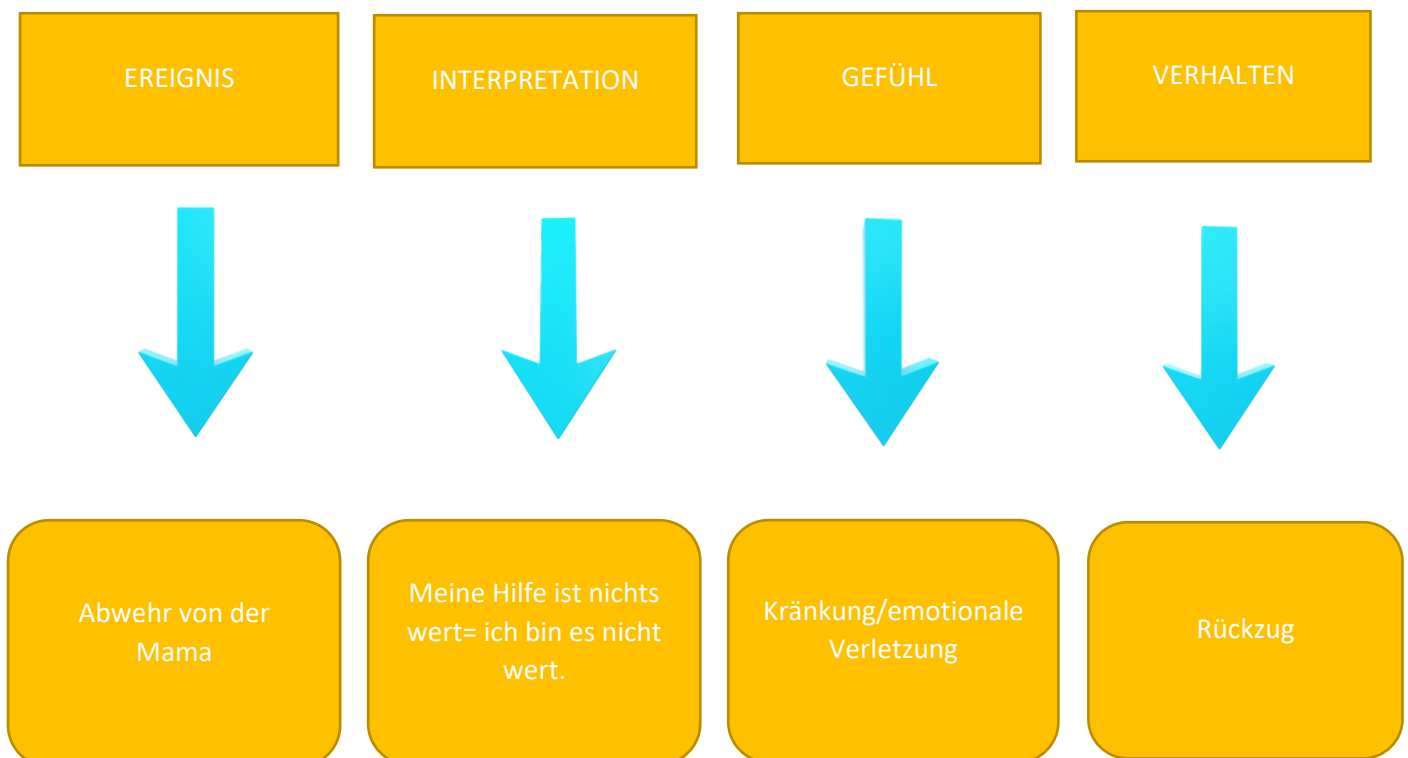 EREIGNIS
INTERPRETATION
GEFÜHL
VERHALTEN
Abwehr von der
Mama
Meine Hilfe ist nichts
wert= ich bin es nicht
wert.
Kränkung/emotionale
Verletzung
Rückzug